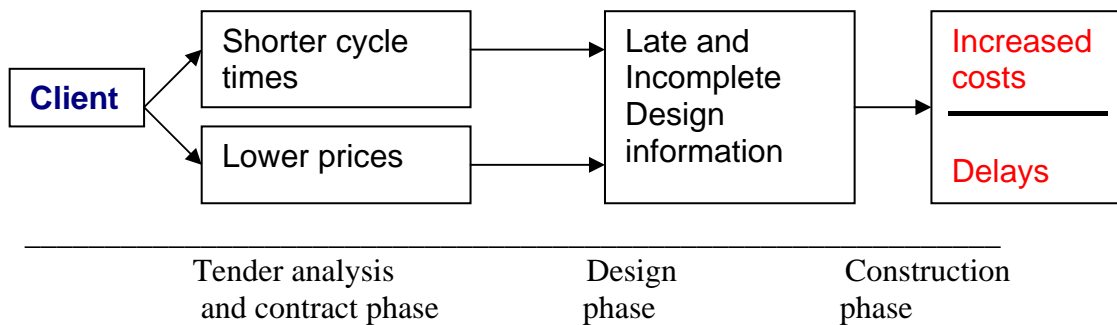 Client
Shorter cycle
times
Lower prices
Late and
Incomplete
Design
information
Increased
costs
Delays
Tender analysis
and contract phase
Design
phase
Construction
phase